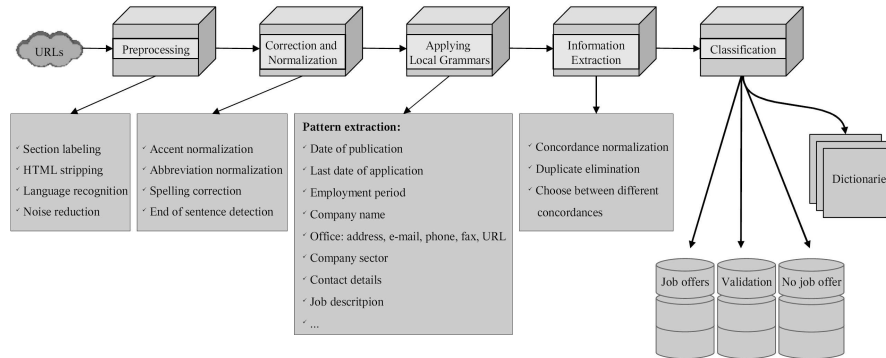 URLs
Preprocessing
Correction and
Normalization
Applying
Local Grammars
Information
Extraction
Classification
Section labeling
HTML stripping
Language recognition
Noise reduction
Accent normalization
Abbreviation normalization
Spelling correction
End of sentence detection
Pattern extraction:
Date of publication
Last date of application
Employment period
Company name
Office: address, e-mail, phone, fax, URL
Company sector
Contact details
Job descritpion
...
Concordance normalization
Duplicate elimination
Choose between different
concordances
Dictionarie
Job offers
Validation
No job offer